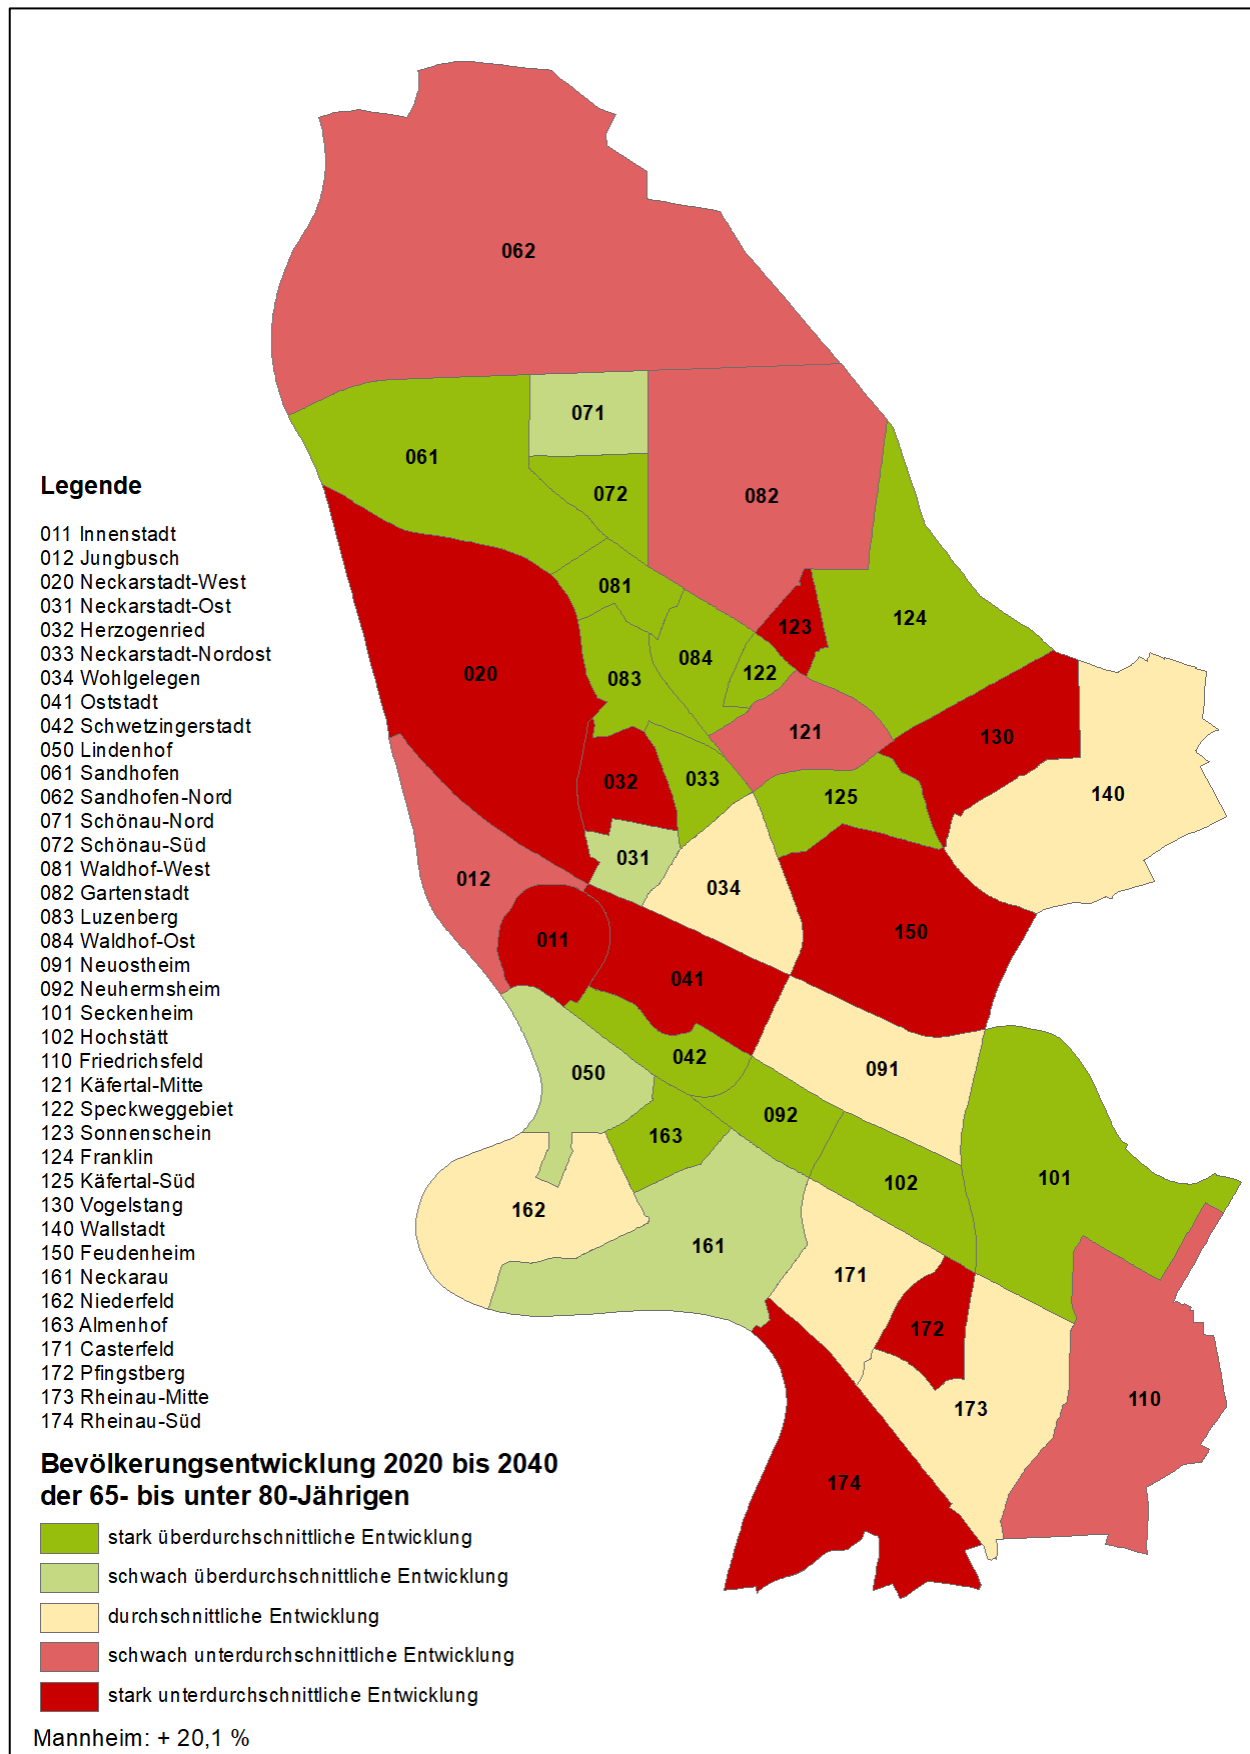 062
071
061
072
082
Legende
011 Innenstadt
012 Jungbusch
020 Neckarstadt-West
031 Neckarstadt-Ost
032 Herzogenried
033 Neckarstadt-Nordost
034 Wohlgelegen
041 Oststadt
042 Schwetzingerstadt
050 Lindenhof
061 Sandhofen
062 Sandhofen-Nord
071 Schönau-Nord
072 Schönau-Süd
081 Waldhof-West
082 Gartenstadt
083 Luzenberg
084 Waldhof-Ost
091 Neuostheim
092 Neuhermsheim
101 Seckenheim
102 Hochstätt
110 Friedrichsfeld
121 Käfertal-Mitte
122 Speckweggebiet
123 Sonnenschein
124 Franklin
125 Käfertal-Süd
130 Vogelstang
140 Wallstadt
150 Feudenheim
161 Neckarau
162 Niederfeld
163 Almenhof
171 Casterfeld
172 Pfingstberg
173 Rheinau-Mitte
174 Rheinau-Süd
081
123
124
084
122
083
020
121
130
032
033
125
140
031
012
034
011
150
041
042
091
050
092
163
102
101
162
161
171
172
173
110
174
Bevölkerungsentwicklung 2020 bis 2040
der 65- bis unter 80-Jährigen
stark überdurchschnittliche Entwicklung
schwach überdurchschnittliche Entwicklung
durchschnittliche Entwicklung
schwach unterdurchschnittliche Entwicklung
stark unterdurchschnittliche Entwicklung
Mannheim: + 20,1 %